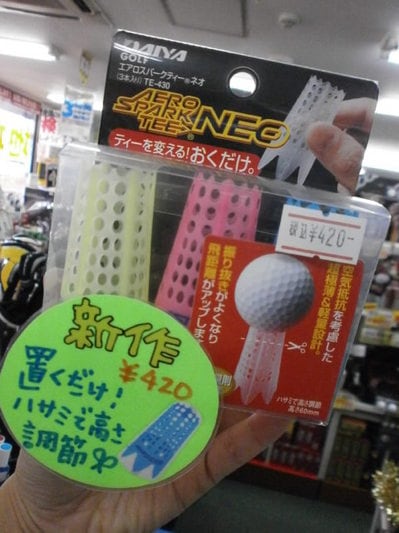 DAIYA
GOLF
エアロスパークティーネオ
(3本入り) TE-430
AERO
SPARK
TEE NEO
ティーを変える!おくだけ。
税込¥420-
空気抵抗を考慮した
超極薄&軽量設計。
振り抜きがよくなり
飛距離がアップしま
ハサミで高さ調節
高さ60mm
則
新作
¥420
置くだけ!
ハサミで高さ
調節